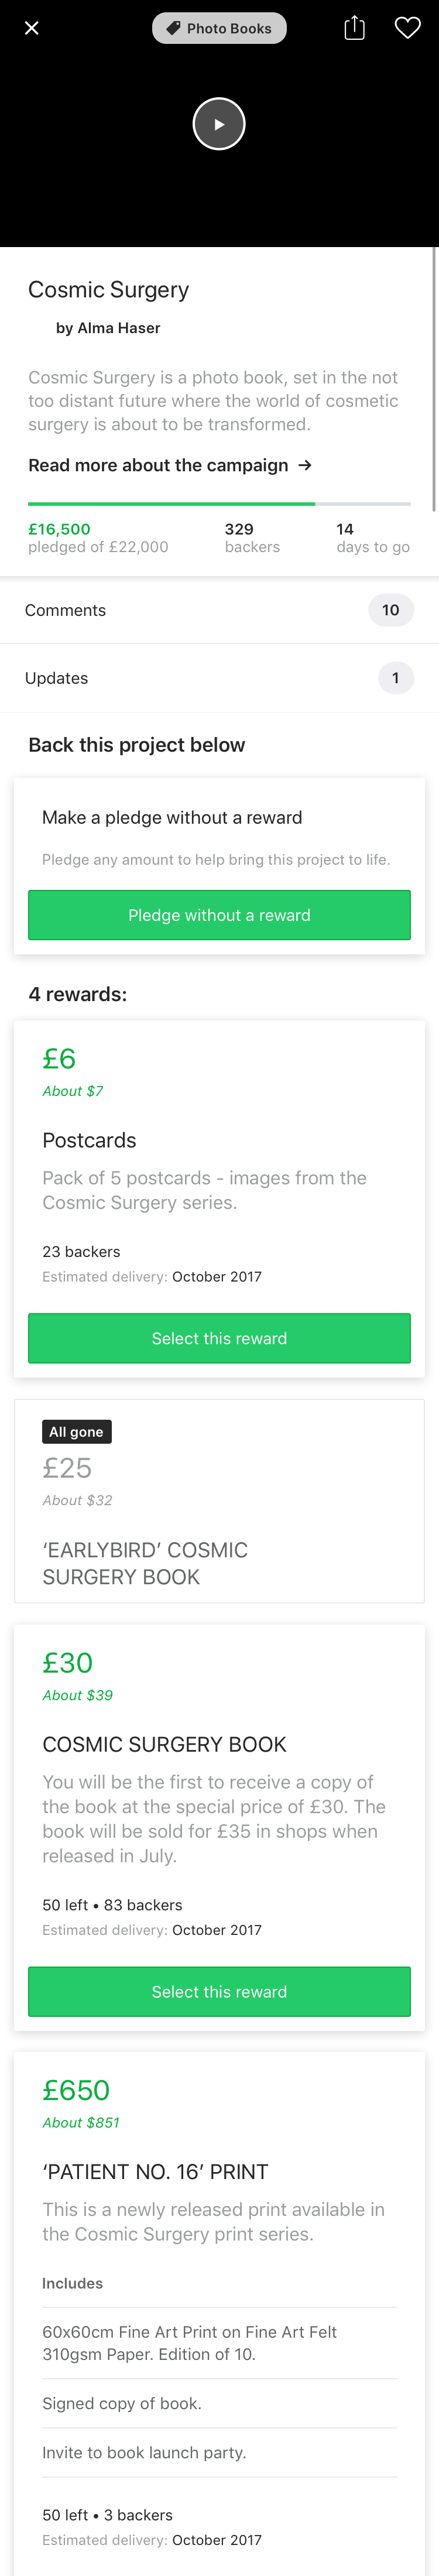 Photo Books
Cosmic Surgery
by Alma Haser
Cosmic Surgery is a photo book, set in the not
too distant future where the world of cosmetic
surgery is about to be transformed.
Read more about the campaign →
£16,500
pledged of £22,000
329
backers
14
days to go
Comments
10
Updates
1
Back this project below
Make a pledge without a reward
Pledge any amount to help bring this project to life.
Pledge without a reward
4 rewards:
£6
About $7
Postcards
Pack of 5 postcards - images from the
Cosmic Surgery series.
23 backers
Estimated delivery: October 2017
Select this reward
All gone
£25
About $32
‘EARLYBIRD’ COSMIC
SURGERY BOOK
£30
About $39
COSMIC SURGERY BOOK
You will be the first to receive a copy of
the book at the special price of £30. The
book will be sold for £35 in shops when
released in July.
50 left • 83 backers
Estimated delivery: October 2017
Select this reward
£650
About $851
‘PATIENT NO. 16’ PRINT
This is a newly released print available in
the Cosmic Surgery print series.
Includes
60x60cm Fine Art Print on Fine Art Felt
310gsm Paper. Edition of 10.
Signed copy of book.
Invite to book launch party.
50 left • 3 backers
Estimated delivery: October 2017